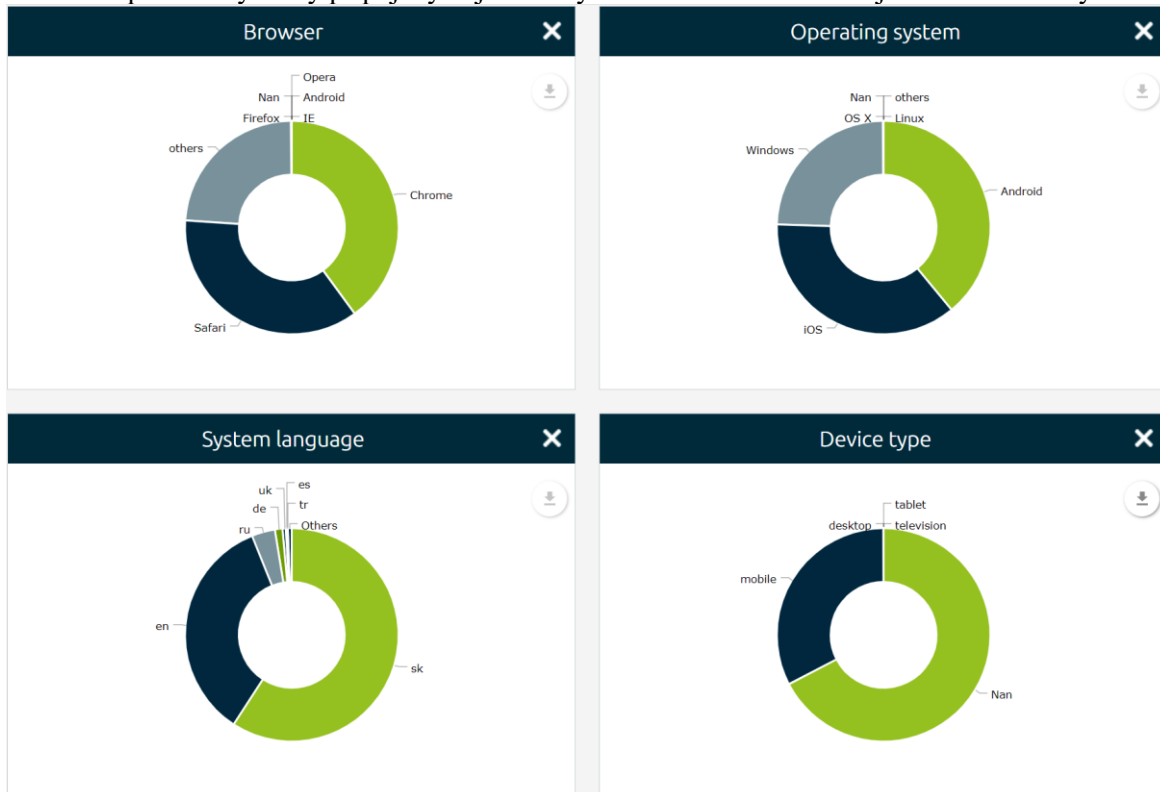 Browser
Opera
Nan
Android
Firefox
IE
others
Chrome
Safari
Operating system
Nan
others
OS X
Linux
Windows
Android
iOS
System language
es
uk
tr
de
Others
ru
en
sk
Device type
tablet
desktop
television
mobile
Nan